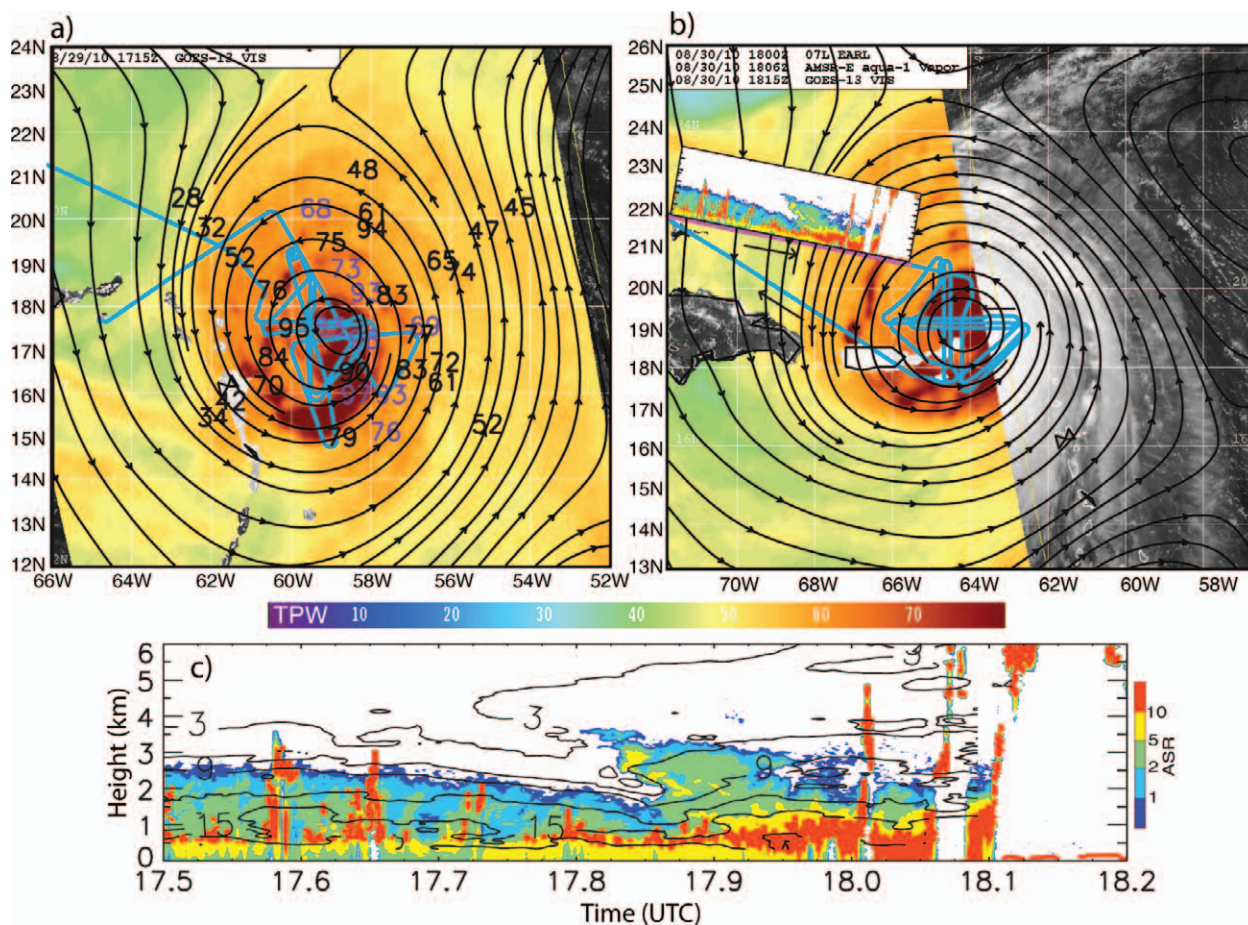 a)
b)
8/29/10 1715Z GOES-13 VIS
08/30/10 1800Z 07L EARL
08/30/10 1806Z AMSR-E aqua-1 Vapor
08/30/10 1815Z GOES-13 VIS
24N
23N
22N
21N
20N
19N
18N
17N
16N
15N
14N
13N
12N
66W 64W 62W 60W 58W 56W 54W 52W
28
32
52
76
48
61
94
75
68
73
45
47
65
74
83
96
77
84
70
42
34
90
83
72
61
93
76
79
52
26N
25N
24N
23N
22N
21N
20N
19N
18N
17N
16N
15N
14N
13N
70W 68W 66W 64W 62W 60W 58W
TPW 10 20 30 40 50 60 70
c)
Height (km)
6
5
4
3
2
1
0
3
3
3
9
9
15
15
17.5 17.6 17.7 17.8 17.9 18.0 18.1 18.2
Time (UTC)
10
5
2
1
ASR